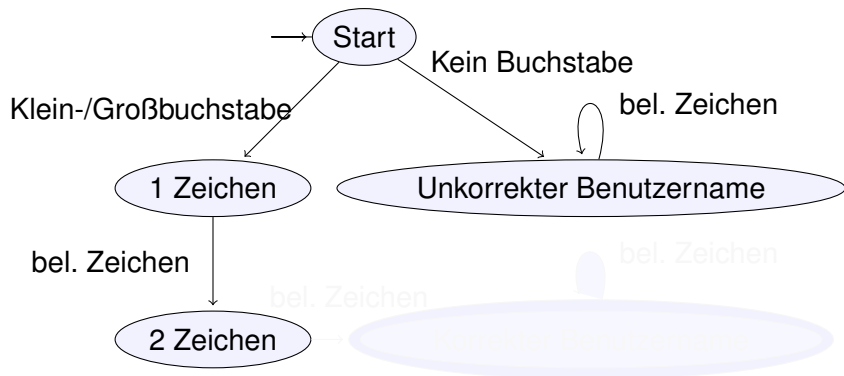 Start
Kein Buchstabe
Klein-/Großbuchstabe
bel. Zeichen
1 Zeichen
Unkorrekter Benutzername
bel. Zeichen
bel. Zeichen
bel. Zeichen
2 Zeichen